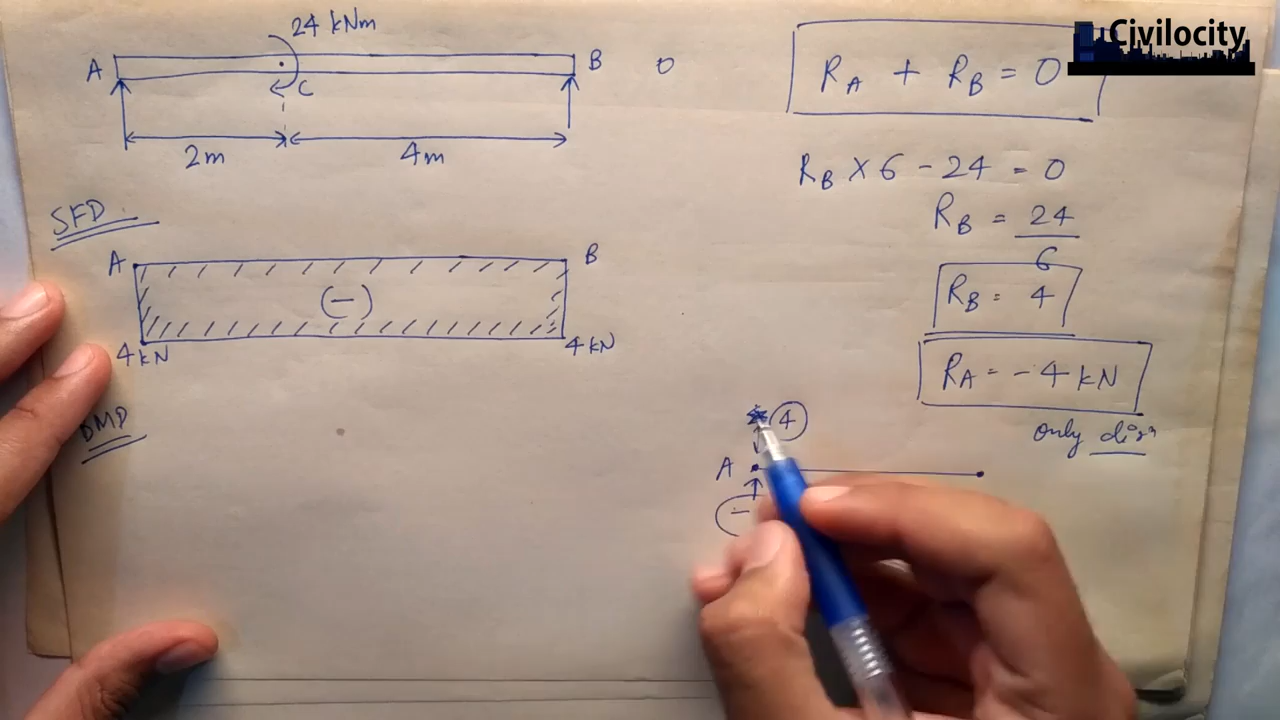 24 kNm
A B 0
C
2m 4m
SFD
A B
(-)
4kN 4kN
BMD
Civilocity
RA + RB = 0
RB × 6 - 24 = 0
RB = 24
6
RB = 4
RA = -4 kN
only
4
A